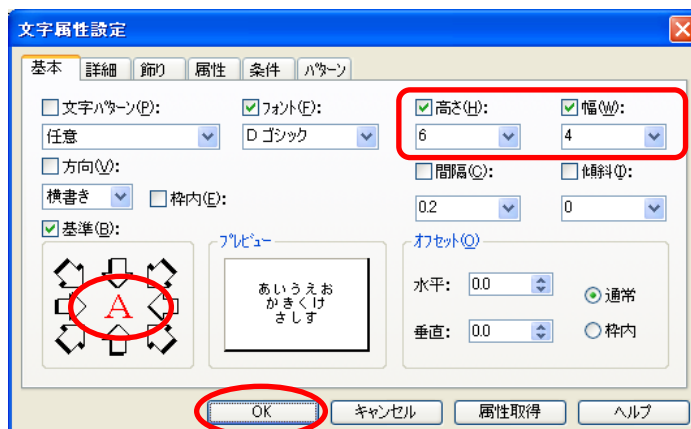 文字属性設定
基本 詳細 飾り 属性 条件 パターン
文字パターン(P): フォント(F): 高さ(H): 幅(W):
任意 D ゴシック 6 4
方向(V): 間隔(C): 傾斜(I):
横書き 枠内(E): 0.2 0
基準(B): プレビュー オフセット(O)
A
あいうえお
かきくけ
さしす
水平: 0.0 通常
垂直: 0.0 枠内
OK キャンセル 属性取得 ヘルプ